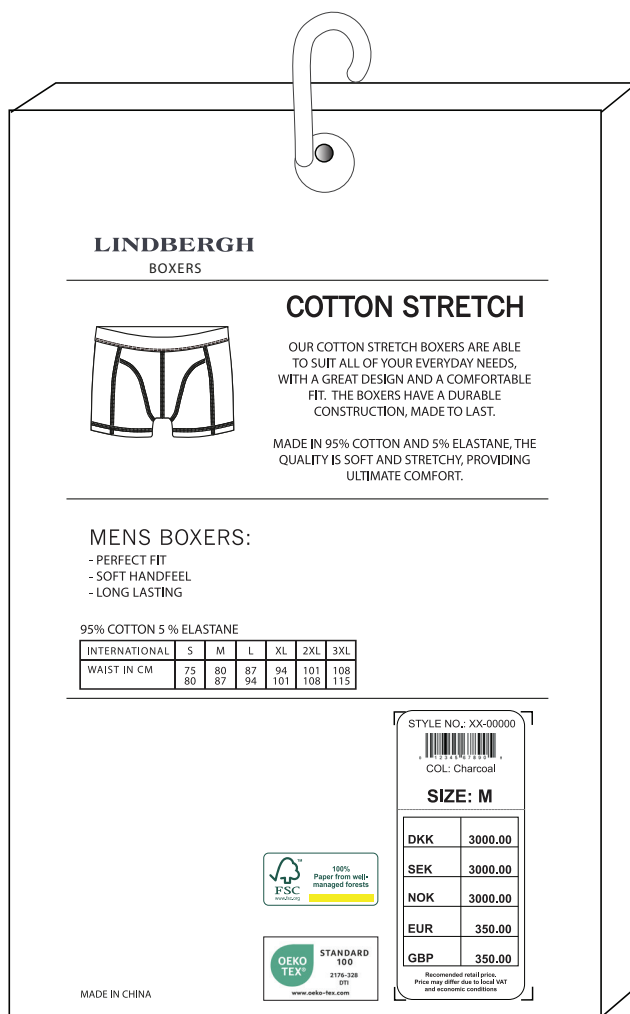 LINDBERGH
BOXERS
COTTON STRETCH
OUR COTTON STRETCH BOXERS ARE ABLE
TO SUIT ALL OF YOUR EVERYDAY NEEDS,
WITH A GREAT DESIGN AND A COMFORTABLE
FIT. THE BOXERS HAVE A DURABLE
CONSTRUCTION, MADE TO LAST.
MADE IN 95% COTTON AND 5% ELASTANE, THE
QUALITY IS SOFT AND STRETCHY, PROVIDING
ULTIMATE COMFORT.
MENS BOXERS:
- PERFECT FIT
- SOFT HANDFEEL
- LONG LASTING
95% COTTON 5 % ELASTANE
INTERNATIONAL S M L XL 2XL 3XL
WAIST IN CM 75 80 87 94 101 108
80 87 94 101 108 115
STYLE NO.: XX-00000
0 12345 67890 0
COL: Charcoal
SIZE: M
DKK 3000.00
SEK 3000.00
NOK 3000.00
EUR 350.00
GBP 350.00
Recomended retail price.
Price may differ due to local VAT
and economic conditions
FSC
www.fsc.org
100%
Paper from well-
managed forests
OEKO
TEX®
STANDARD
100
2176-328
DTI
www.oeko-tex.com
MADE IN CHINA